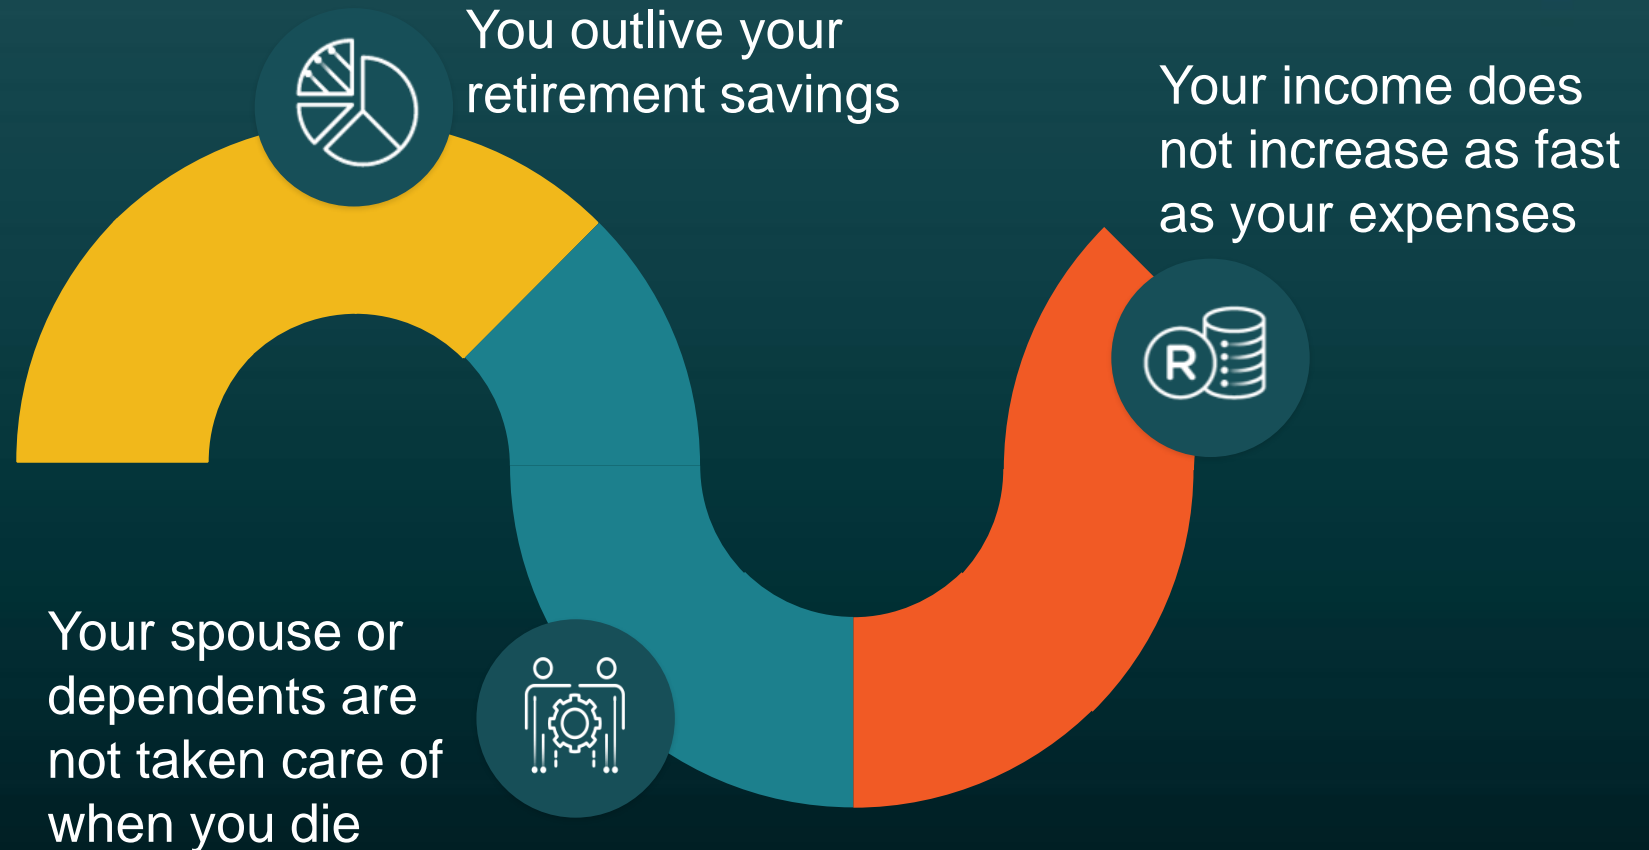 You outlive your
retirement savings
Your income does
not increase as fast
as your expenses
R
Your spouse or
dependents are
not taken care of
when you die